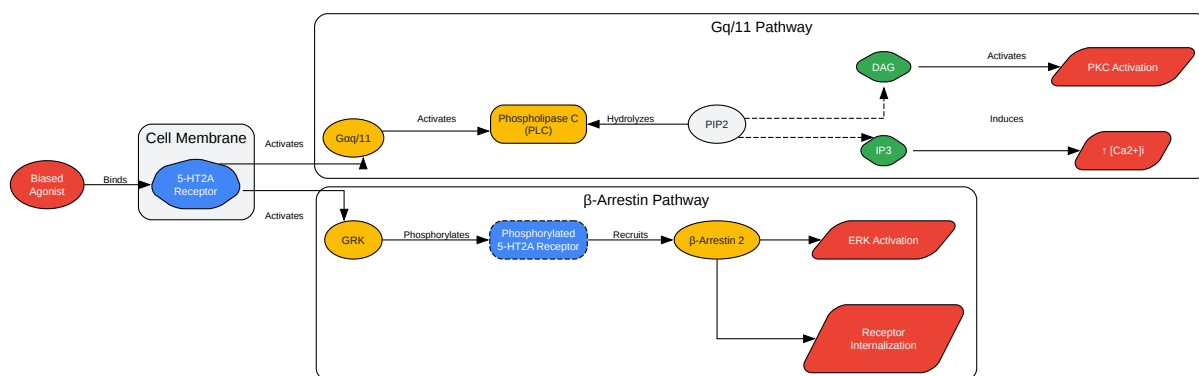 Gq/11 Pathway
DAG
Activates
PKC Activation
Phospholipase C
(PLC)
Hydrolyzes
PIP2
Activates
Gαq/11
Induces
Cell Membrane
Activates
IP3
↑ [Ca2+]i
Biased
Agonist
Binds
5-HT2A
Receptor
β-Arrestin Pathway
Activates
GRK
Phosphorylates
Phosphorylated
5-HT2A Receptor
Recruits
β-Arrestin 2
ERK Activation
Receptor
Internalization